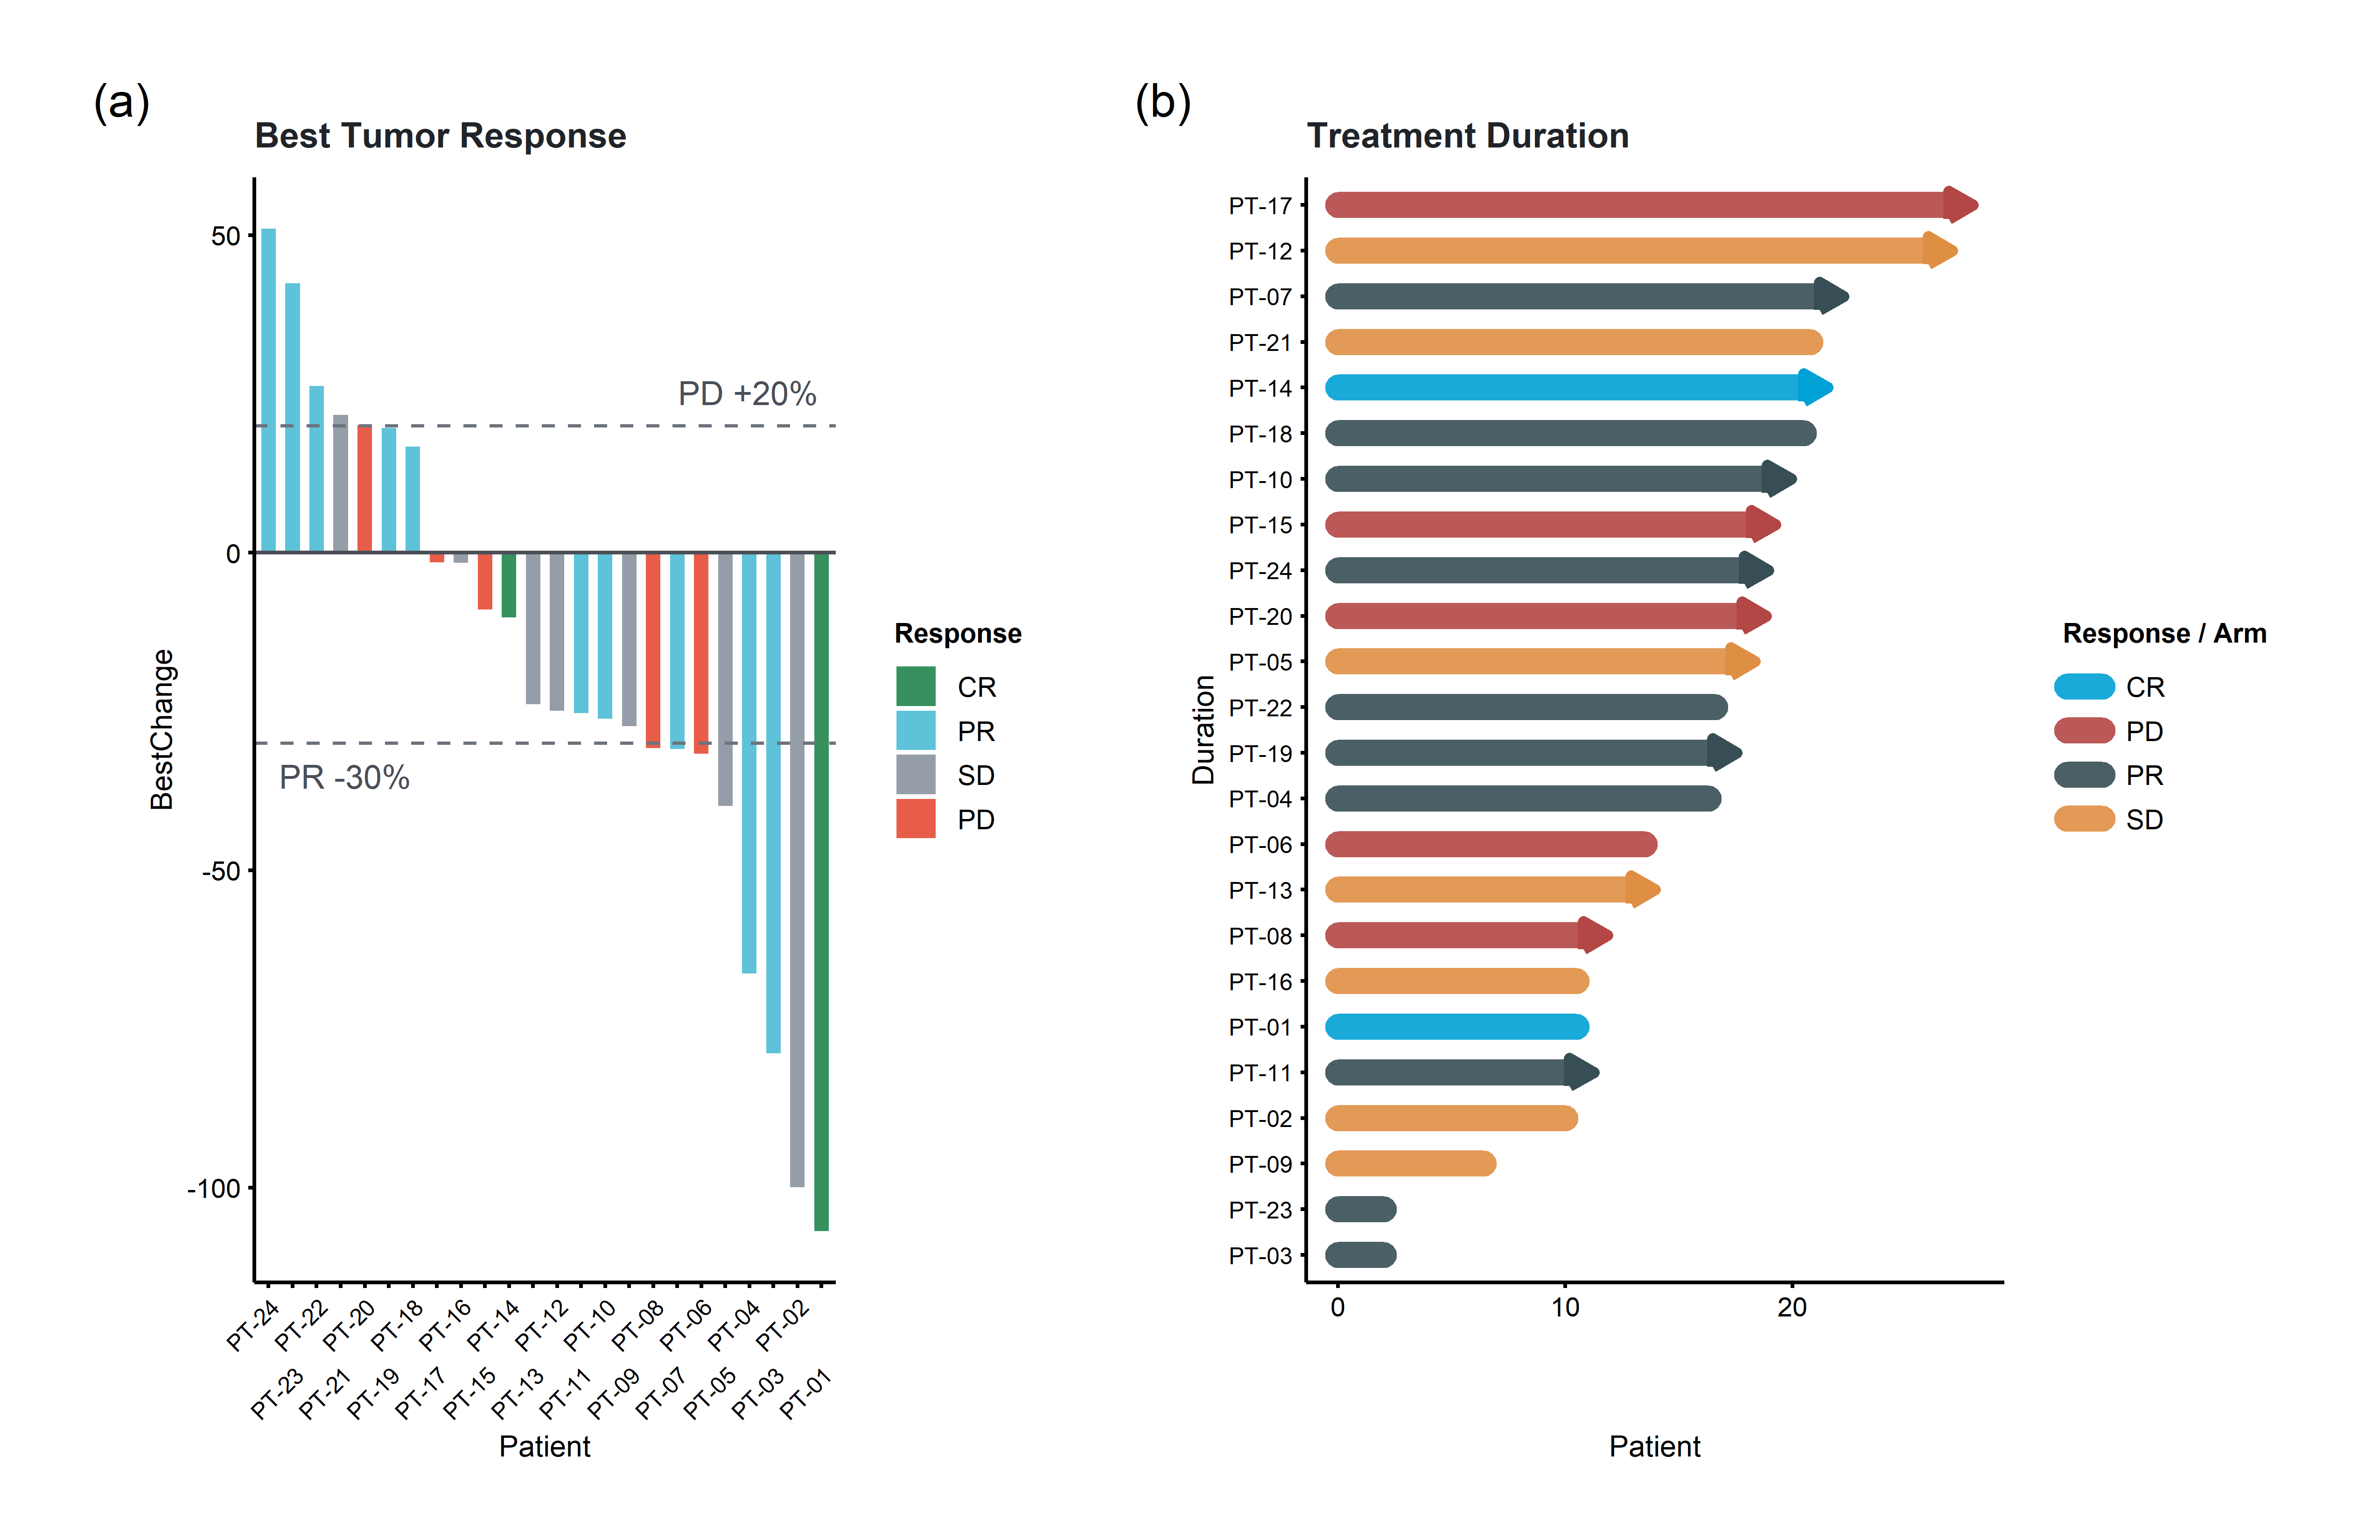 (a)
Best Tumor Response
50
0
-50
-100
BestChange
PD +20%
PR -30%
PT-24
PT-23
PT-22
PT-21
PT-20
PT-19
PT-18
PT-17
PT-16
PT-15
PT-14
PT-13
PT-12
PT-11
PT-10
PT-09
PT-08
PT-07
PT-06
PT-05
PT-04
PT-03
PT-02
PT-01
Patient
Response
CR
PR
SD
PD
(b)
Treatment Duration
PT-17
PT-12
PT-07
PT-21
PT-14
PT-18
PT-10
PT-15
PT-24
PT-20
PT-05
PT-22
PT-19
PT-04
PT-06
PT-13
PT-08
PT-16
PT-01
PT-11
PT-02
PT-09
PT-23
PT-03
Duration
0
10
20
Patient
Response / Arm
CR
PD
PR
SD